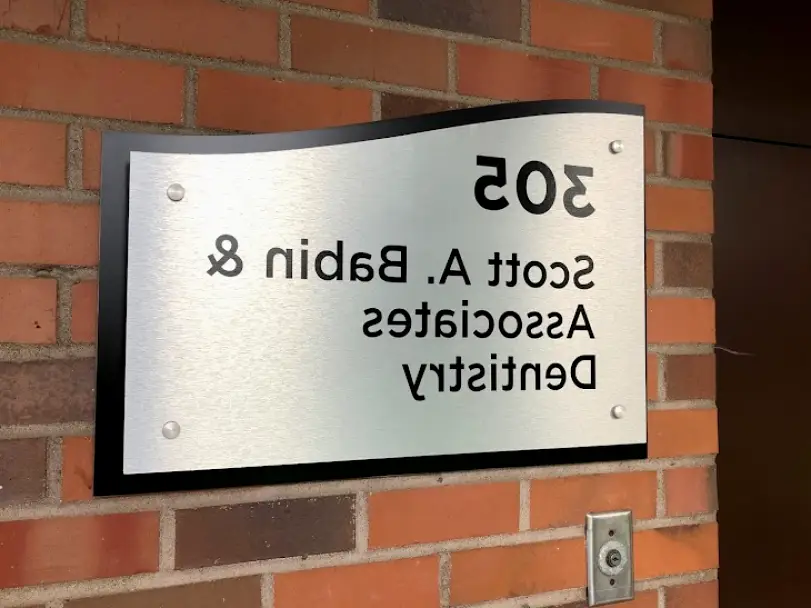 305
Scott A. Babin &
Associates
Dentistry